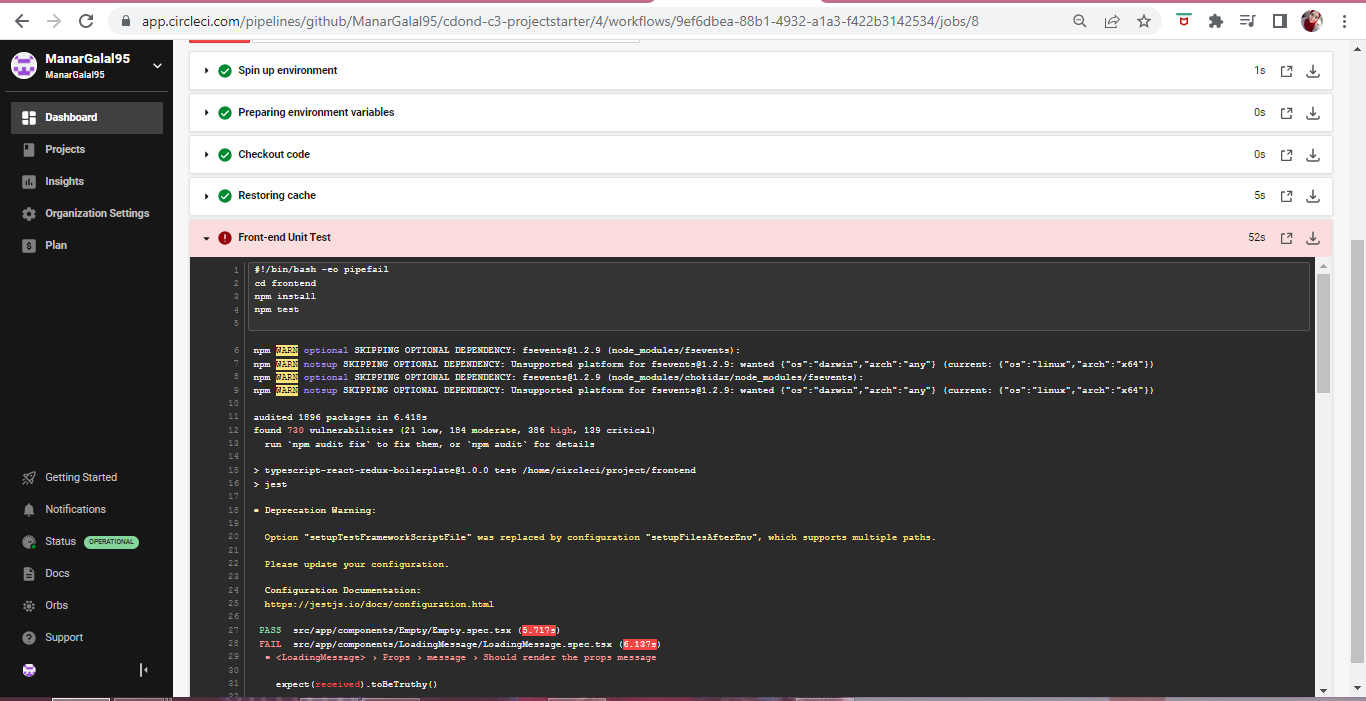 app.circleci.com/pipelines/github/ManarGalal95/cdond-c3-projectstarter/4/workflows/9ef6dbea-88b1-4932-a1a3-f422b3142534/jobs/8
ManarGalal95
ManarGalal95
Dashboard
Projects
Insights
Organization Settings
Plan
Getting Started
Notifications
Status OPERATIONAL
Docs
Orbs
Support
Spin up environment 1s
Preparing environment variables 0s
Checkout code 0s
Restoring cache 5s
Front-end Unit Test 52s
1 #!/bin/bash -eo pipefail
2 cd frontend
3 npm install
4 npm test
5
6 npm WARN optional SKIPPING OPTIONAL DEPENDENCY: fsevents@1.2.9 (node_modules/fsevents):
7 npm WARN notsup SKIPPING OPTIONAL DEPENDENCY: Unsupported platform for fsevents@1.2.9: wanted {"os":"darwin","arch":"any"} (current: {"os":"linux","arch":"x64"})
8 npm WARN optional SKIPPING OPTIONAL DEPENDENCY: fsevents@1.2.9 (node_modules/chokidar/node_modules/fsevents):
9 npm WARN notsup SKIPPING OPTIONAL DEPENDENCY: Unsupported platform for fsevents@1.2.9: wanted {"os":"darwin","arch":"any"} (current: {"os":"linux","arch":"x64"})
10
11 audited 1896 packages in 6.418s
12 found 730 vulnerabilities (21 low, 184 moderate, 386 high, 139 critical)
13 run `npm audit fix` to fix them, or `npm audit` for details
14
15 > typescript-react-redux-boilerplate@1.0.0 test /home/circleci/project/frontend
16 > jest
17
18 ● Deprecation Warning:
19
20 Option "setupTestFrameworkScriptFile" was replaced by configuration "setupFilesAfterEnv", which supports multiple paths.
21
22 Please update your configuration.
23
24 Configuration Documentation:
25 https://jestjs.io/docs/configuration.html
26
27 PASS src/app/components/Empty/Empty.spec.tsx (5.717s)
28 FAIL src/app/components/LoadingMessage/LoadingMessage.spec.tsx (6.137s)
29 ● <LoadingMessage> › Props › message › Should render the props message
30
31 expect(received).toBeTruthy()
32